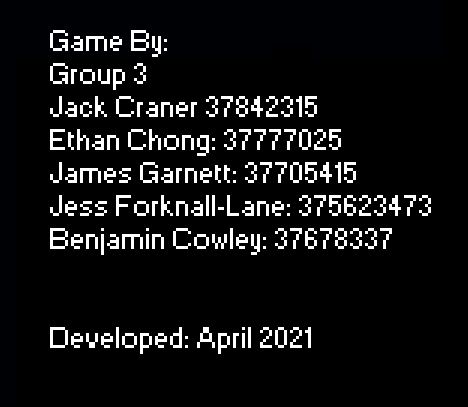 Game By:
Group 3
Jack Craner 37842315
Ethan Chong: 37777025
James Garnett: 37705415
Jess Forknall-Lane: 375623473
Benjamin Cowley: 37678337
Developed: April 2021